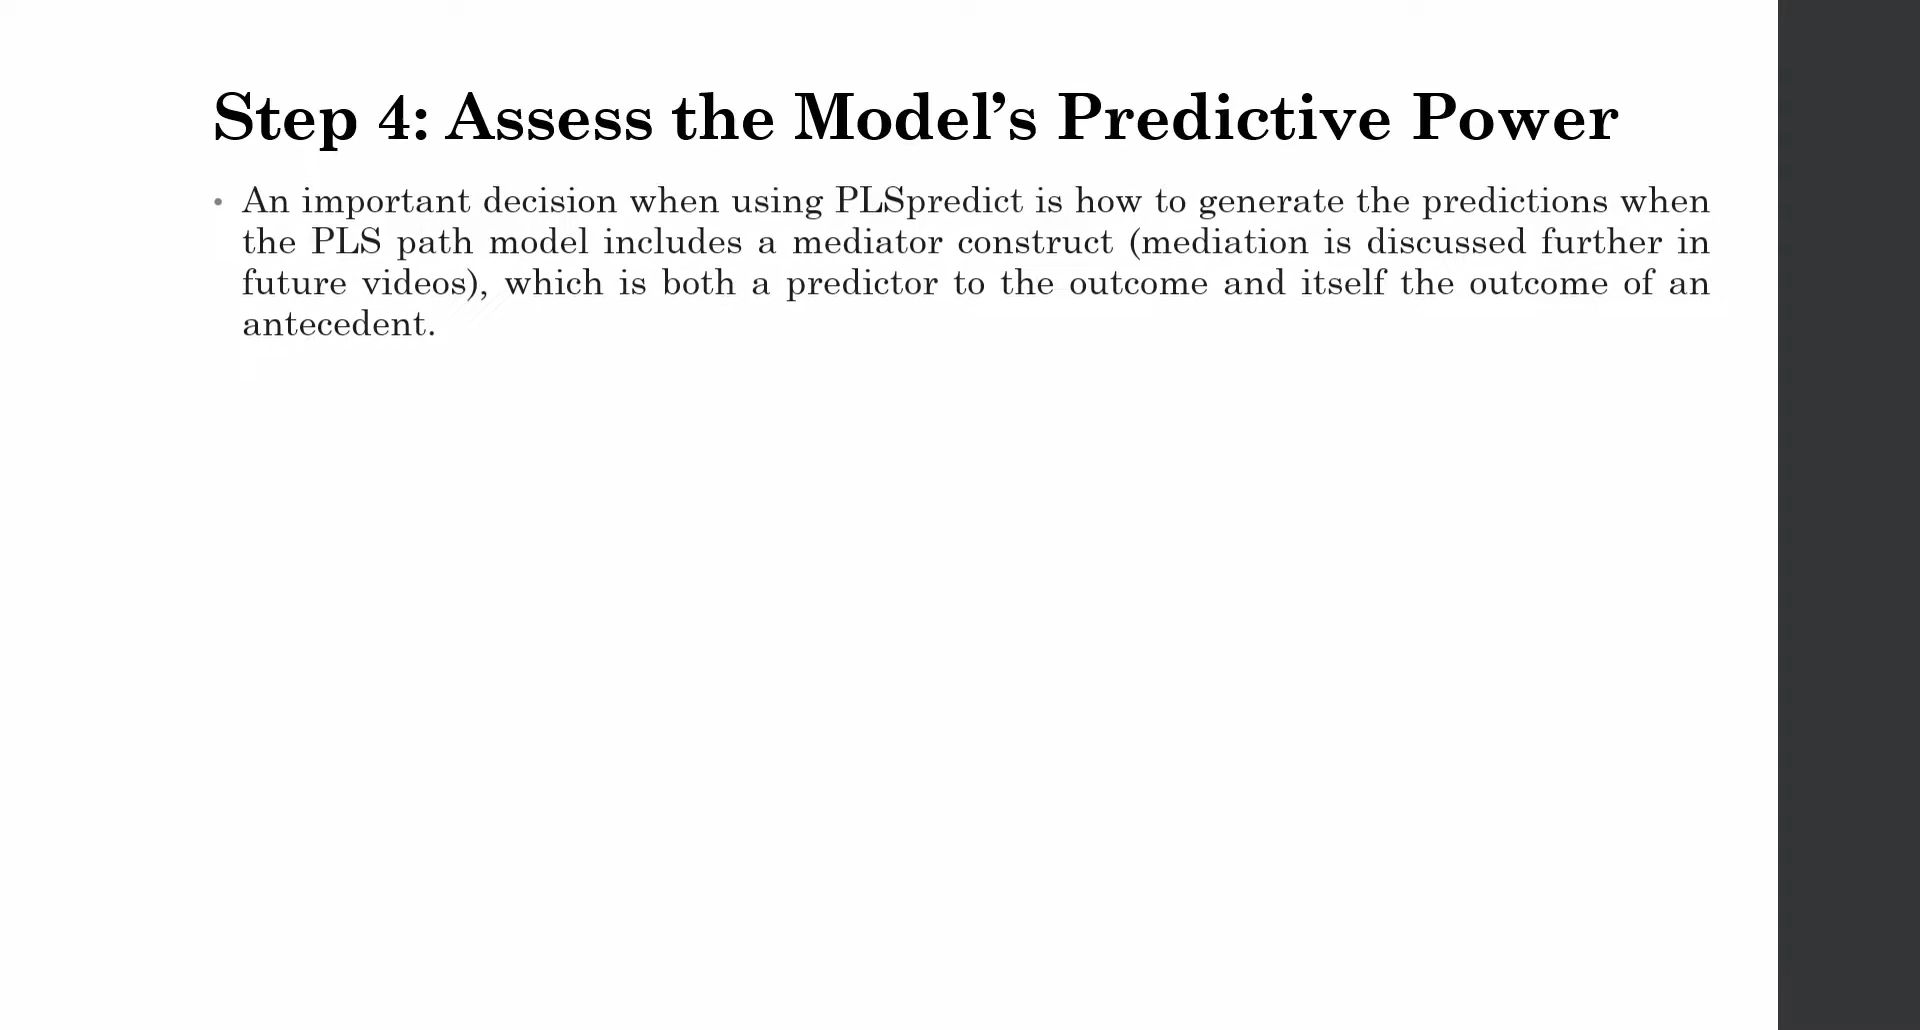 Step 4: Assess the Model’s Predictive Power
• An important decision when using PLSpredict is how to generate the predictions when
the PLS path model includes a mediator construct (mediation is discussed further in
future videos), which is both a predictor to the outcome and itself the outcome of an
antecedent.